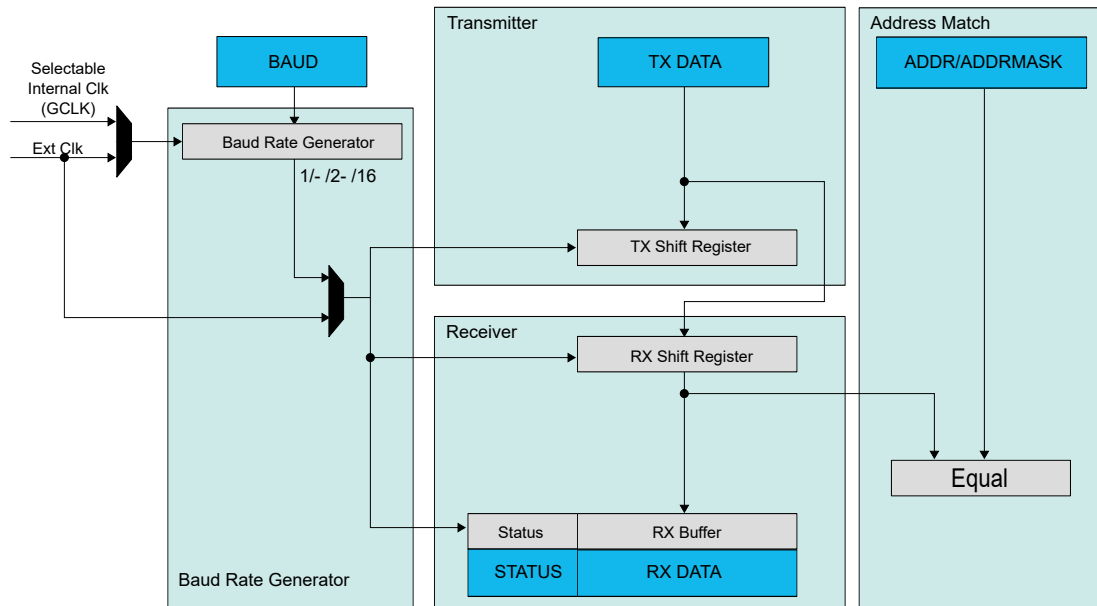 Transmitter
Address Match
BAUD
TX DATA
ADDR/ADDRMASK
Selectable
Internal Clk
(GCLK)
Ext Clk
Baud Rate Generator
1/- /2- /16
TX Shift Register
Receiver
RX Shift Register
Equal
Status
RX Buffer
STATUS
RX DATA
Baud Rate Generator